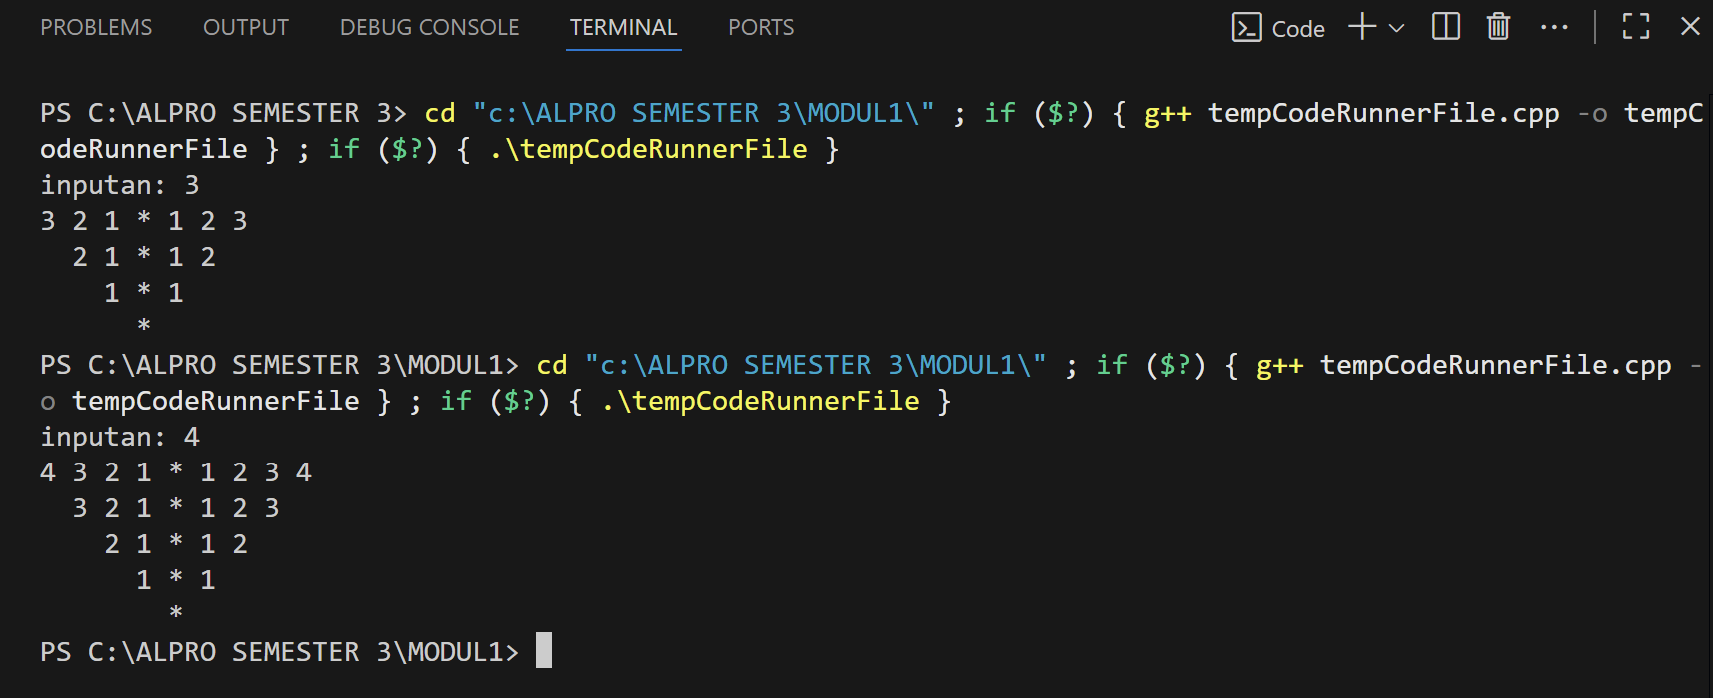 PROBLEMS OUTPUT DEBUG CONSOLE TERMINAL PORTS Code
PS C:\ALPRO SEMESTER 3> cd "c:\ALPRO SEMESTER 3\MODUL1\" ; if ($?) { g++ tempCodeRunnerFile.cpp -o tempC
odeRunnerFile } ; if ($?) { .\tempCodeRunnerFile }
inputan: 3
3 2 1 * 1 2 3
  2 1 * 1 2
    1 * 1
      *
PS C:\ALPRO SEMESTER 3\MODUL1> cd "c:\ALPRO SEMESTER 3\MODUL1\" ; if ($?) { g++ tempCodeRunnerFile.cpp -
o tempCodeRunnerFile } ; if ($?) { .\tempCodeRunnerFile }
inputan: 4
4 3 2 1 * 1 2 3 4
  3 2 1 * 1 2 3
    2 1 * 1 2
      1 * 1
        *
PS C:\ALPRO SEMESTER 3\MODUL1>